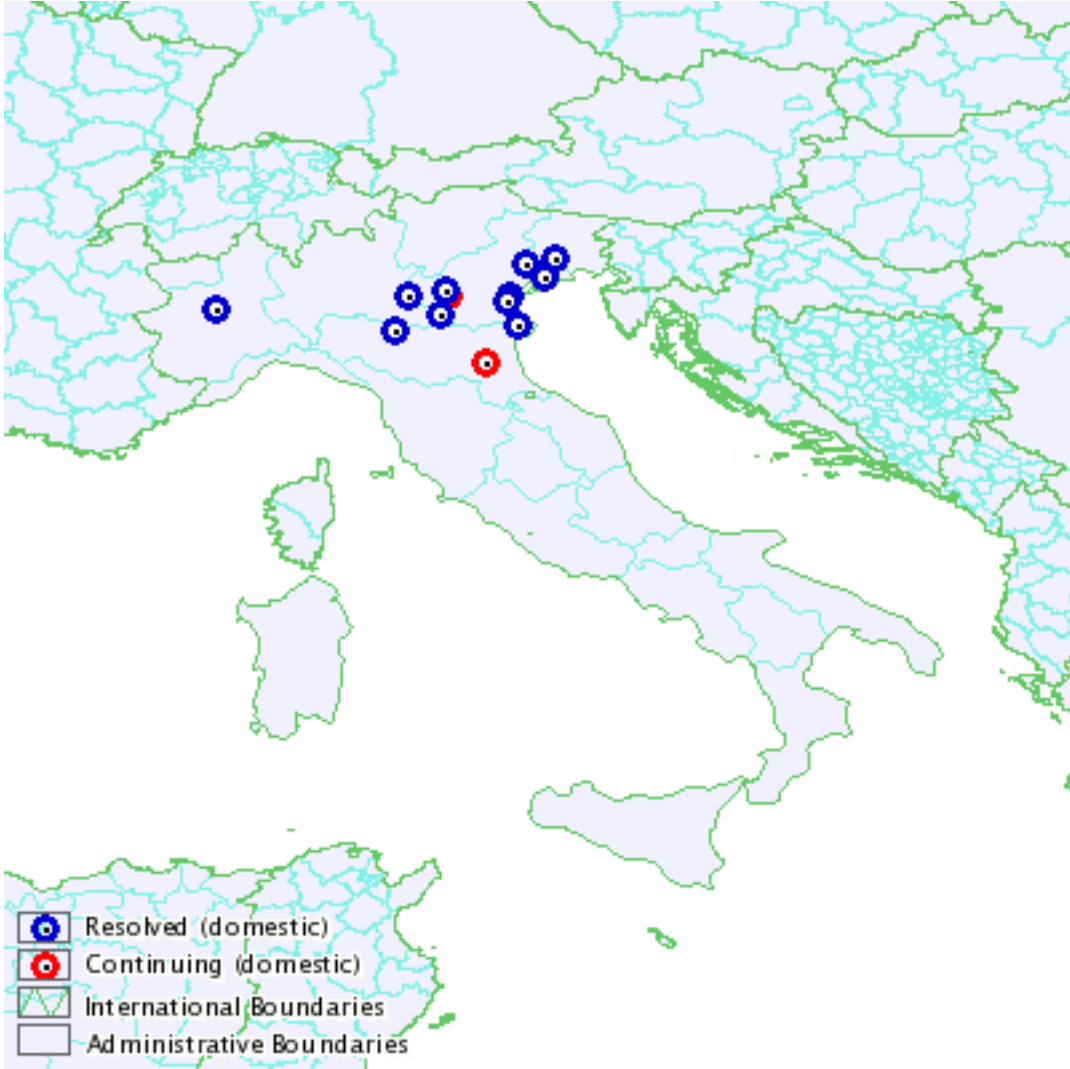 Resolved (domestic)
Continuing (domestic)
International Boundaries
Administrative Boundaries